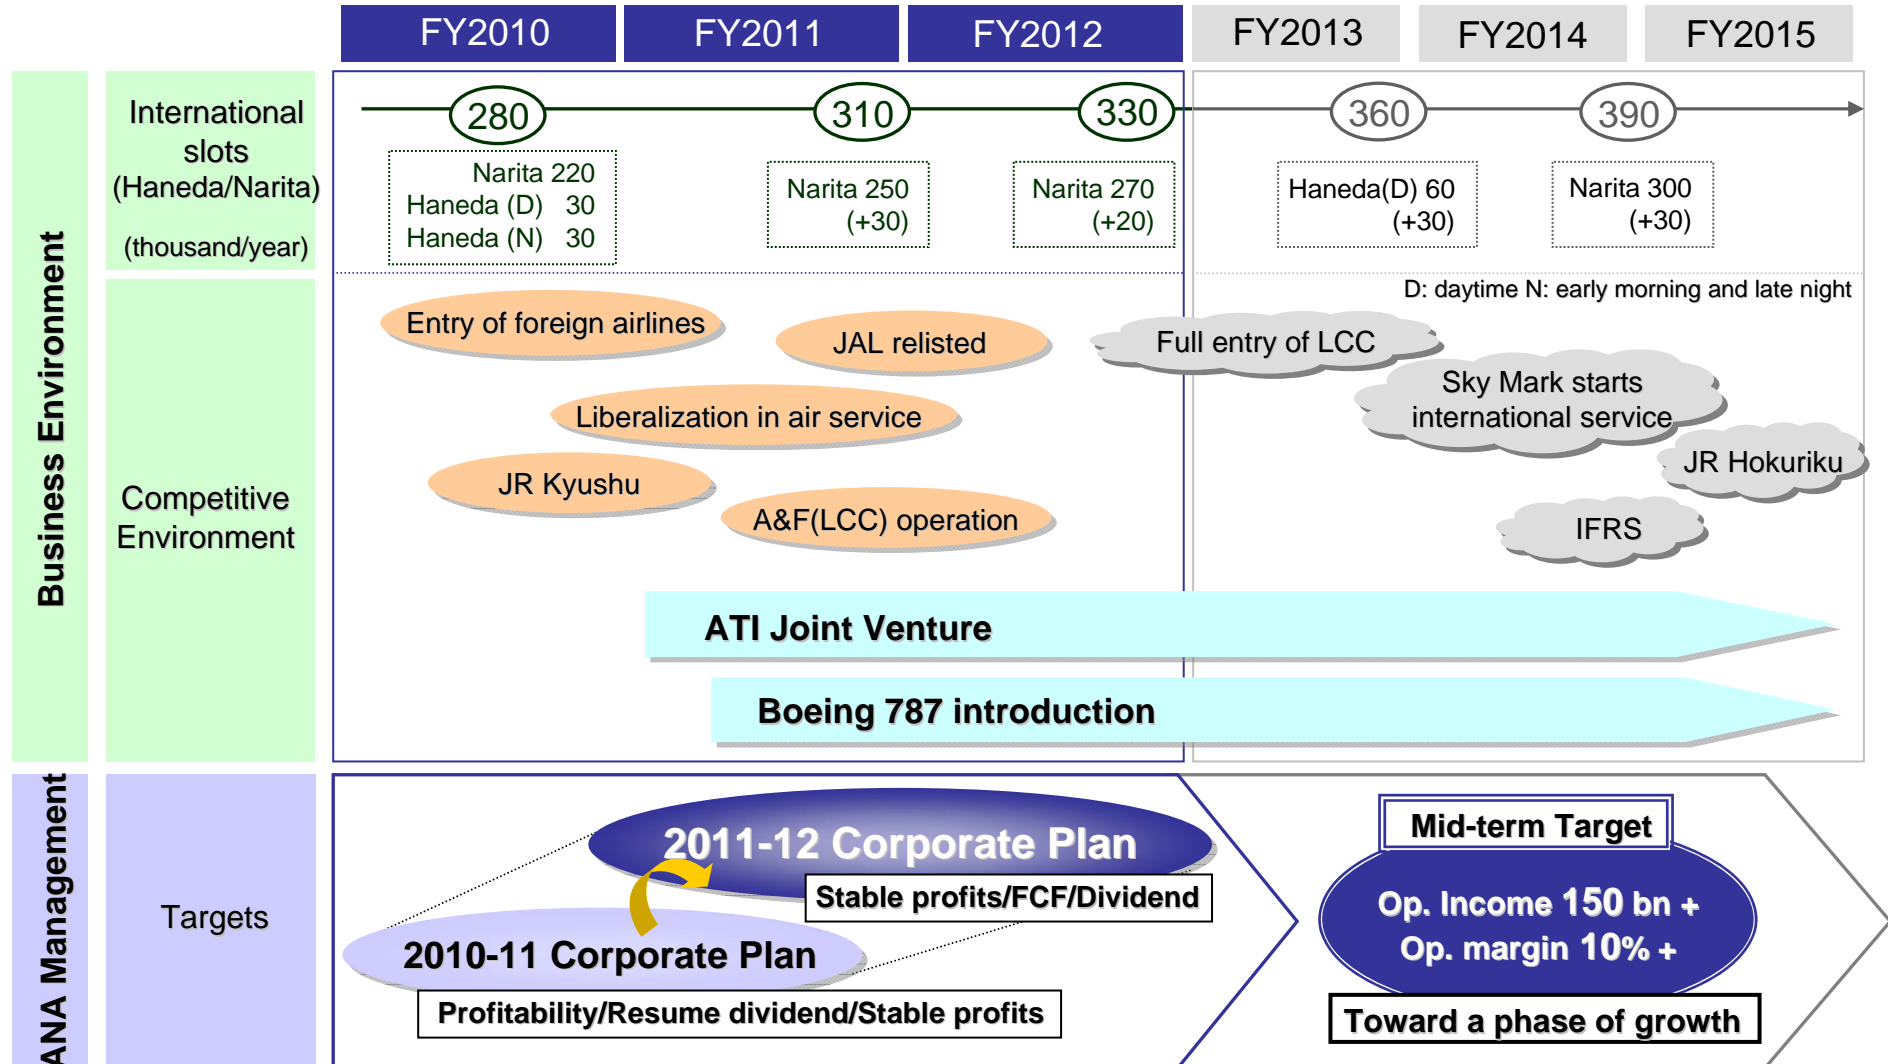 FY2010 FY2011 FY2012 FY2013 FY2014 FY2015
Business Environment
International
slots
(Haneda/Narita)
(thousand/year)
280 310 330 360 390
Narita 220
Haneda (D) 30
Haneda (N) 30
Narita 250
(+30)
Narita 270
(+20)
Haneda(D) 60
(+30)
Narita 300
(+30)
D: daytime N: early morning and late night
Competitive
Environment
Entry of foreign airlines
JAL relisted
Full entry of LCC
Sky Mark starts
international service
Liberalization in air service
JR Kyushu
JR Hokuriku
A&F(LCC) operation
IFRS
ATI Joint Venture
Boeing 787 introduction
ANA Management
Targets
2011-12 Corporate Plan
Stable profits/FCF/Dividend
2010-11 Corporate Plan
Profitability/Resume dividend/Stable profits
Mid-term Target
Op. Income 150 bn +
Op. margin 10% +
Toward a phase of growth